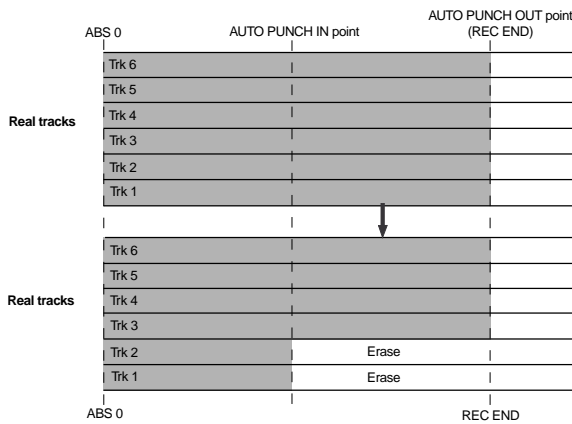 AUTO PUNCH OUT point
ABS 0 AUTO PUNCH IN point (REC END)
Trk 6
Trk 5
Trk 4
Real tracks
Trk 3
Trk 2
Trk 1
Trk 6
Trk 5
Real tracks
Trk 4
Trk 3
Trk 2 Erase
Trk 1 Erase
ABS 0 REC END